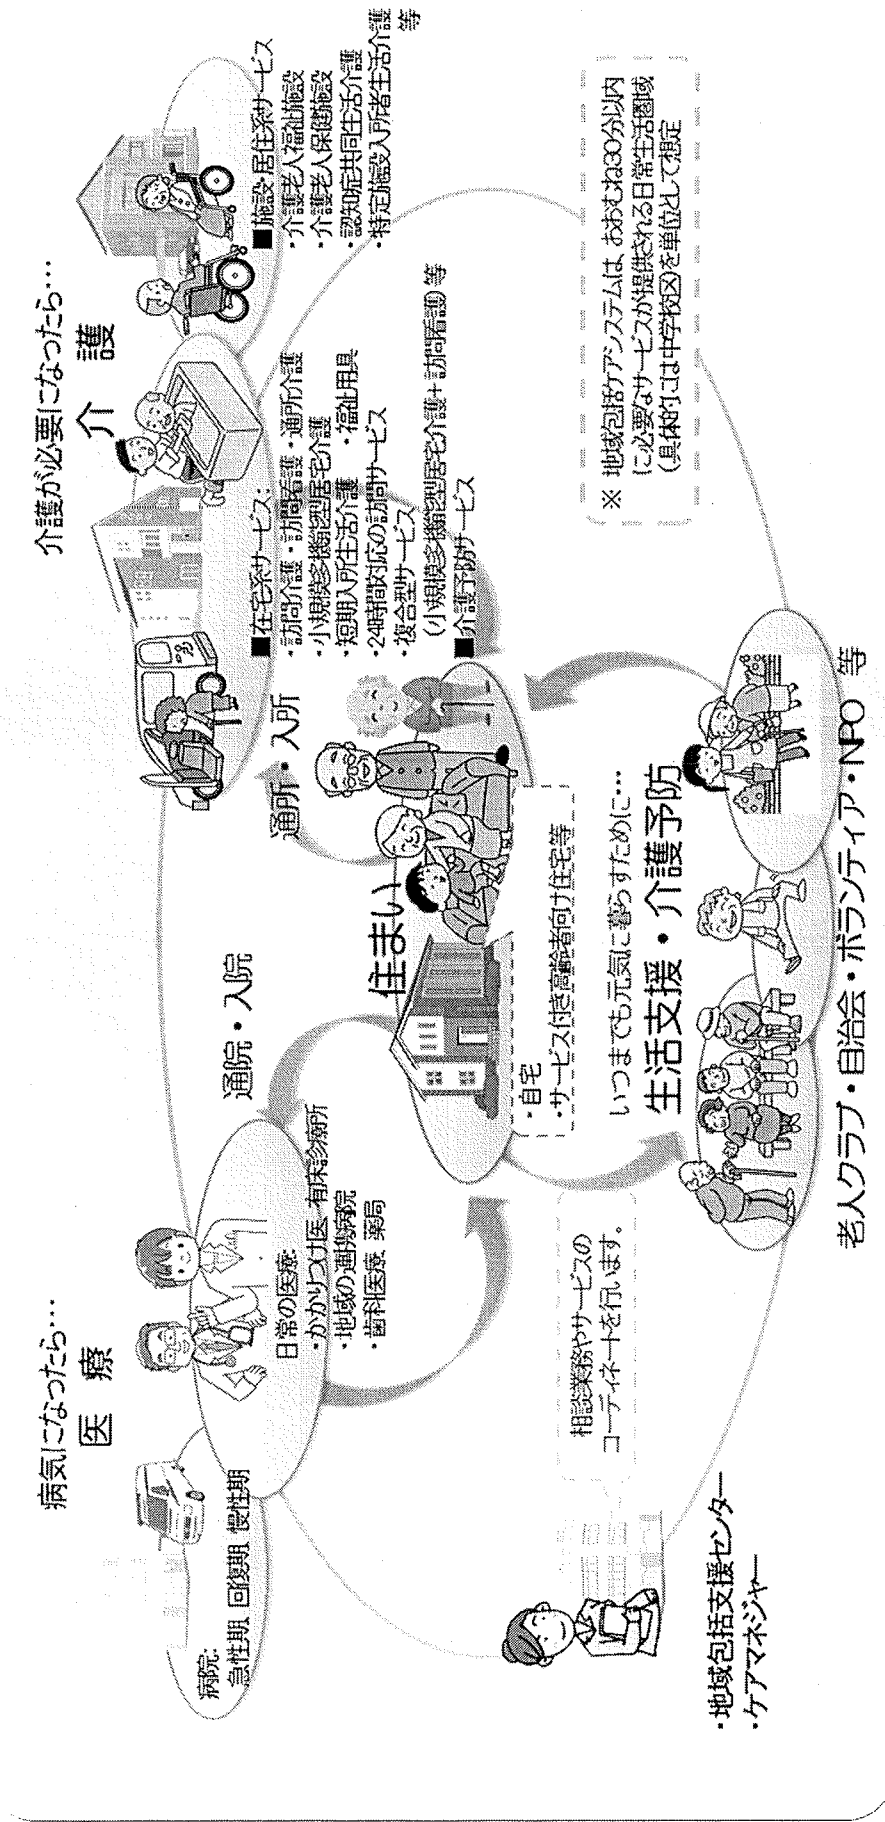 病気になったら…
医 療
病院:
急性期 回復期 慢性期
日常の医療:
・かかりつけ医 有床診療所
・地域の連携病院
・歯科医療 薬局
通院・入院
介護が必要になったら…
介 護
通所・入所
■在宅系サービス:
・訪問介護・訪問看護・通所介護
・小規模多機能型居宅介護
・短期入所生活介護 ・福祉用具
・24時間対応の訪問サービス
・複合型サービス
(小規模多機能型居宅介護+訪問看護)等
■介護予防サービス
■施設・居住系サービス
・介護老人福祉施設
・介護老人保健施設
・認知症共同生活介護
・特定施設入所者生活介護
等
住まい
・自宅
・サービス付き高齢者向け住宅等
相談業務やサービスの
コーディネートを行います。
・地域包括支援センター
・ケアマネジャー
いつまでも元気に暮らすために…
生活支援・介護予防
老人クラブ・自治会・ボランティア・NPO 等
※ 地域包括ケアシステムは、おおむね30分以内
に必要なサービスが提供される日常生活圏域
(具体的には中学校区)を単位として想定